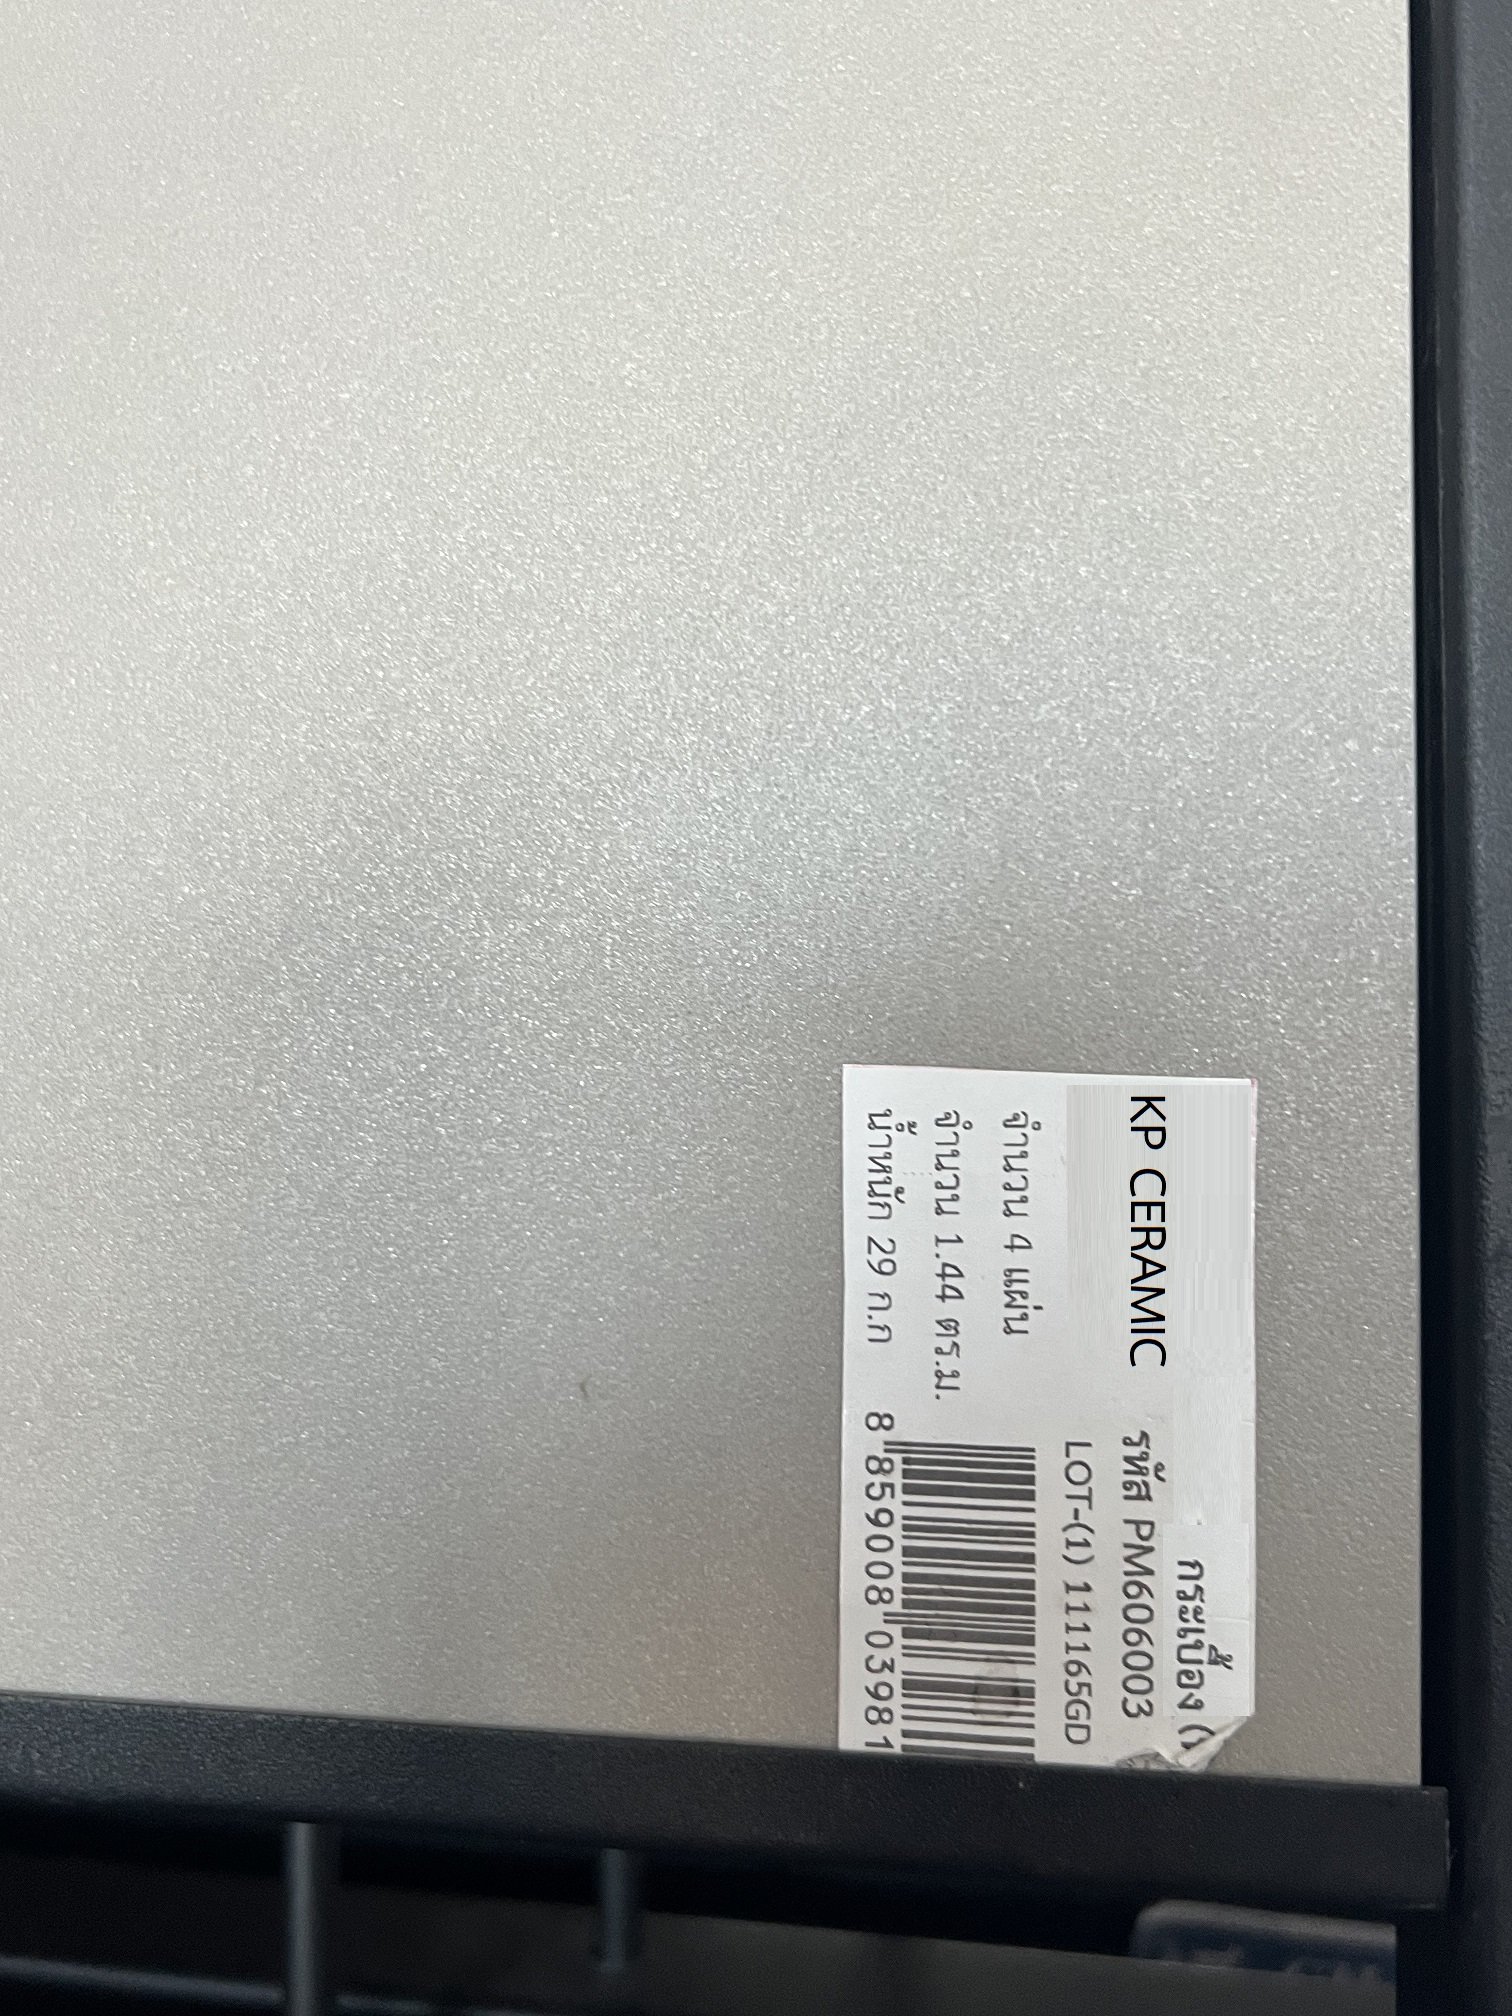 กระเบื้อง
KP CERAMIC รหัส PM606003
LOT-(1) 111165GD
จำนวน 4 แผ่น
จำนวน 1.44 ตร.ม.
น้ำหนัก 29 ก.ก
8 859008 03981